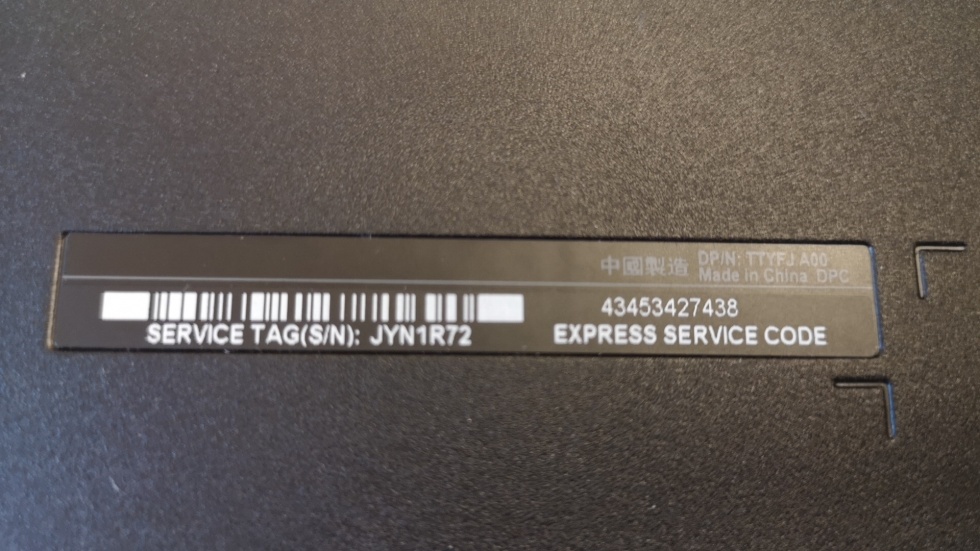 中國製造 DP/N: TTYFJ A00
Made in China DPC
43453427438
SERVICE TAG(S/N): JYN1R72 EXPRESS SERVICE CODE